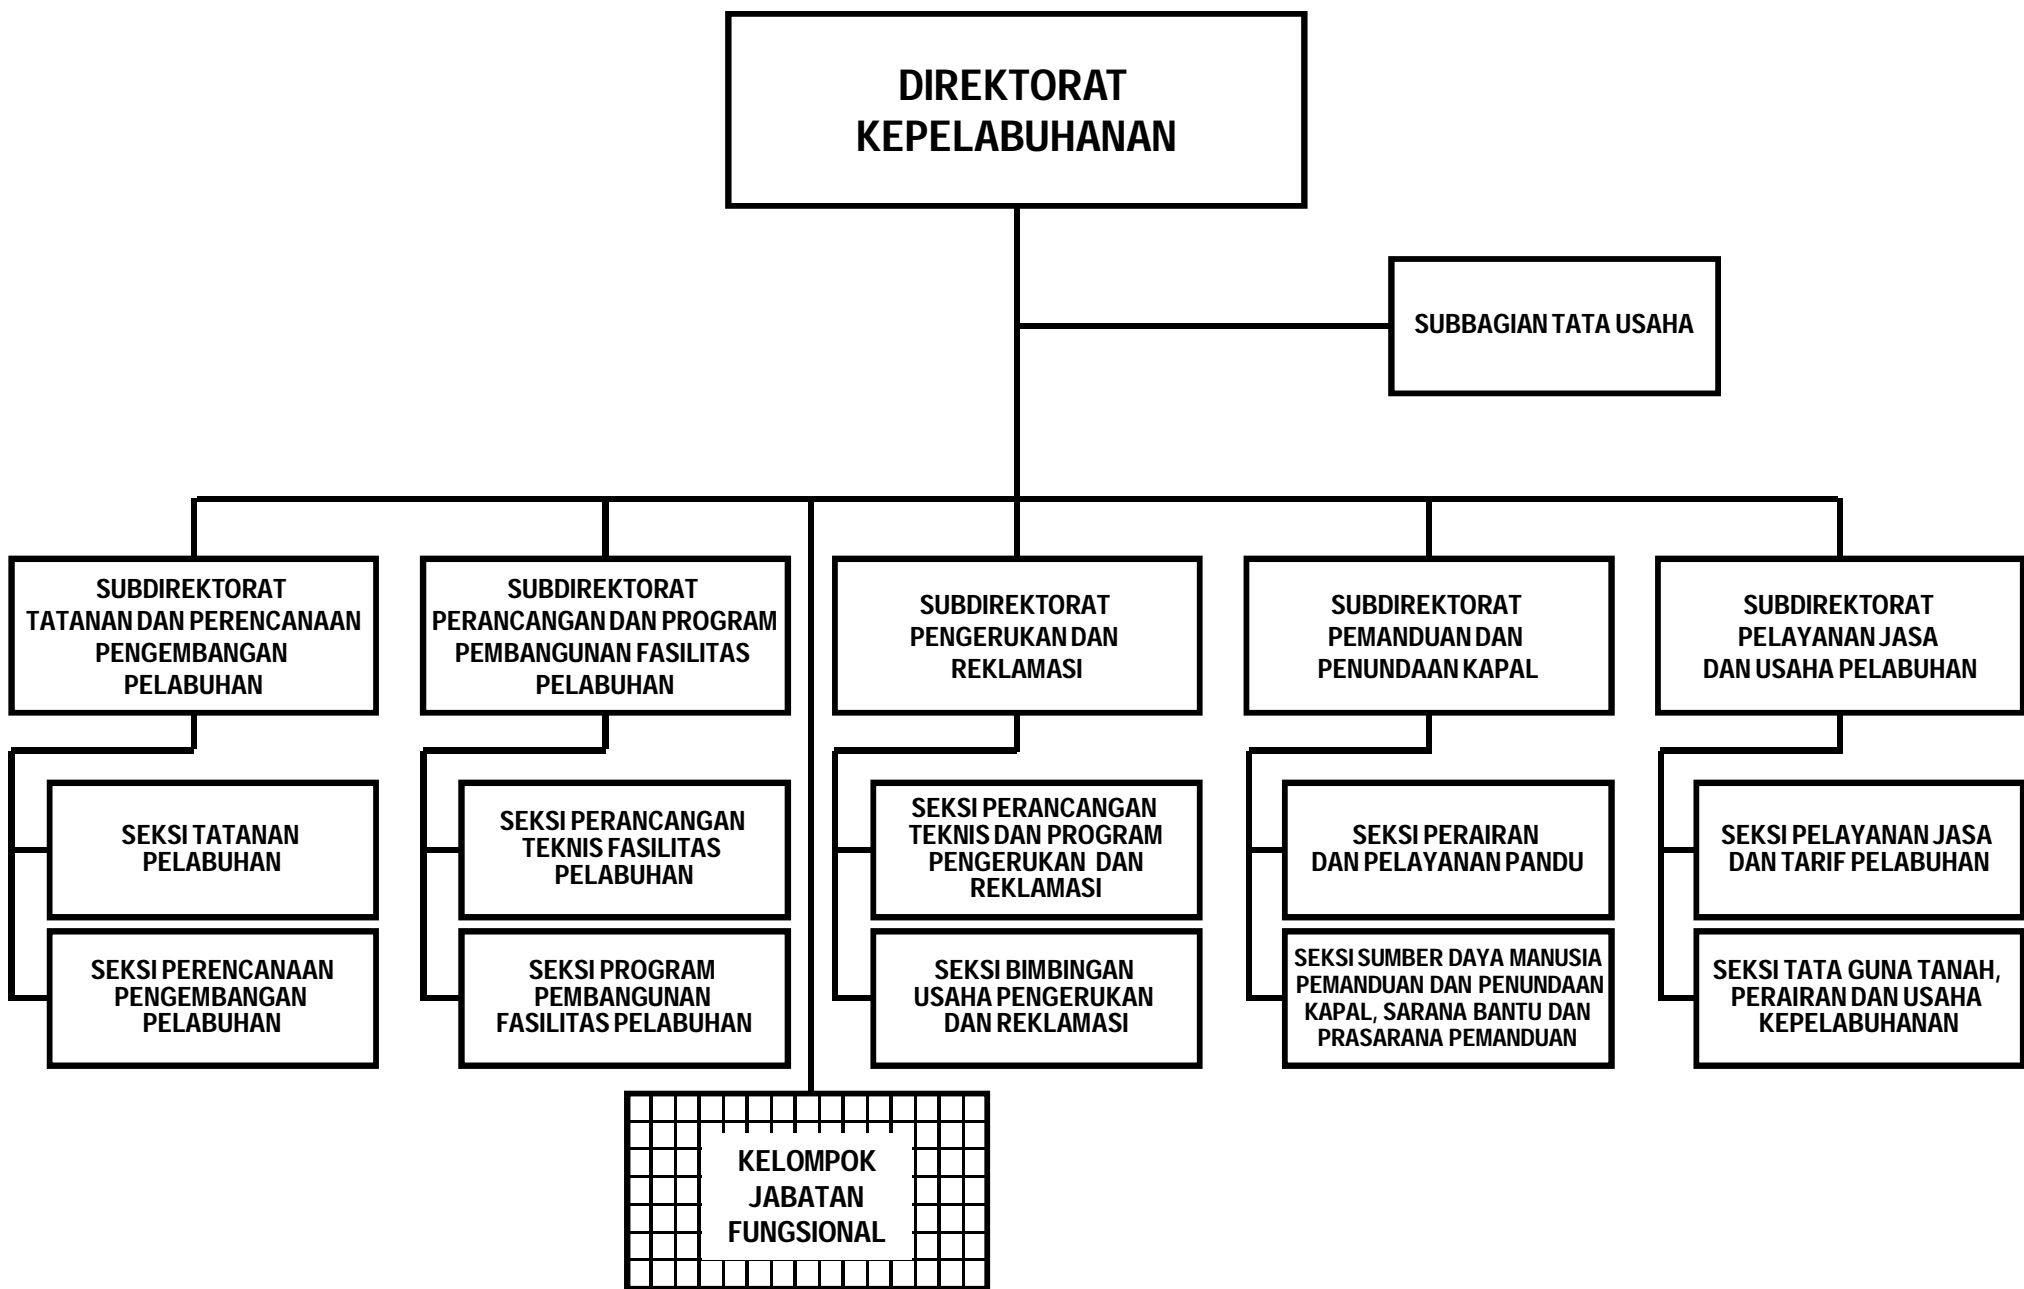 DIREKTORAT
KEPELABUHANAN
SUBBAGIAN TATA USAHA
SUBDIREKTORAT
TATANAN DAN PERENCANAAN
PENGEMBANGAN
PELABUHAN
SUBDIREKTORAT
PERANCANGAN DAN PROGRAM
PEMBANGUNAN FASILITAS
PELABUHAN
SUBDIREKTORAT
PENGERUKAN DAN
REKLAMASI
SUBDIREKTORAT
PEMANDUAN DAN
PENUNDAAN KAPAL
SUBDIREKTORAT
PELAYANAN JASA
DAN USAHA PELABUHAN
SEKSI TATANAN
PELABUHAN
SEKSI PERANCANGAN
TEKNIS FASILITAS
PELABUHAN
SEKSI PERANCANGAN
TEKNIS DAN PROGRAM
PENGERUKAN DAN
REKLAMASI
SEKSI PERAIRAN
DAN PELAYANAN PANDU
SEKSI PELAYANAN JASA
DAN TARIF PELABUHAN
SEKSI PERENCANAAN
PENGEMBANGAN
PELABUHAN
SEKSI PROGRAM
PEMBANGUNAN
FASILITAS PELABUHAN
SEKSI BIMBINGAN
USAHA PENGERUKAN
DAN REKLAMASI
SEKSI SUMBER DAYA MANUSIA
PEMANDUAN DAN PENUNDAAN
KAPAL, SARANA BANTU DAN
PRASARANA PEMANDUAN
SEKSI TATA GUNA TANAH,
PERAIRAN DAN USAHA
KEPELABUHANAN
KELOMPOK
JABATAN
FUNGSIONAL